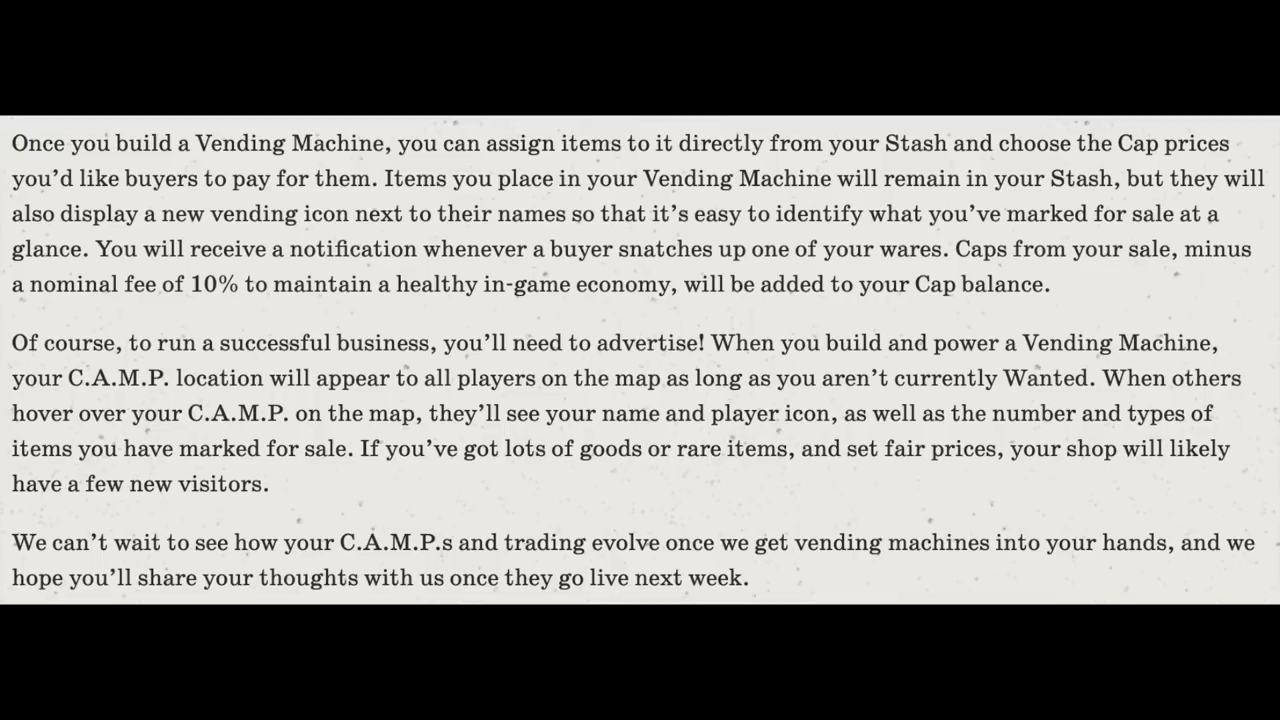 Once you build a Vending Machine, you can assign items to it directly from your Stash and choose the Cap prices
you’d like buyers to pay for them. Items you place in your Vending Machine will remain in your Stash, but they will
also display a new vending icon next to their names so that it’s easy to identify what you’ve marked for sale at a
glance. You will receive a notification whenever a buyer snatches up one of your wares. Caps from your sale, minus
a nominal fee of 10% to maintain a healthy in-game economy, will be added to your Cap balance.
Of course, to run a successful business, you’ll need to advertise! When you build and power a Vending Machine,
your C.A.M.P. location will appear to all players on the map as long as you aren’t currently Wanted. When others
hover over your C.A.M.P. on the map, they’ll see your name and player icon, as well as the number and types of
items you have marked for sale. If you’ve got lots of goods or rare items, and set fair prices, your shop will likely
have a few new visitors.
We can’t wait to see how your C.A.M.P.s and trading evolve once we get vending machines into your hands, and we
hope you’ll share your thoughts with us once they go live next week.